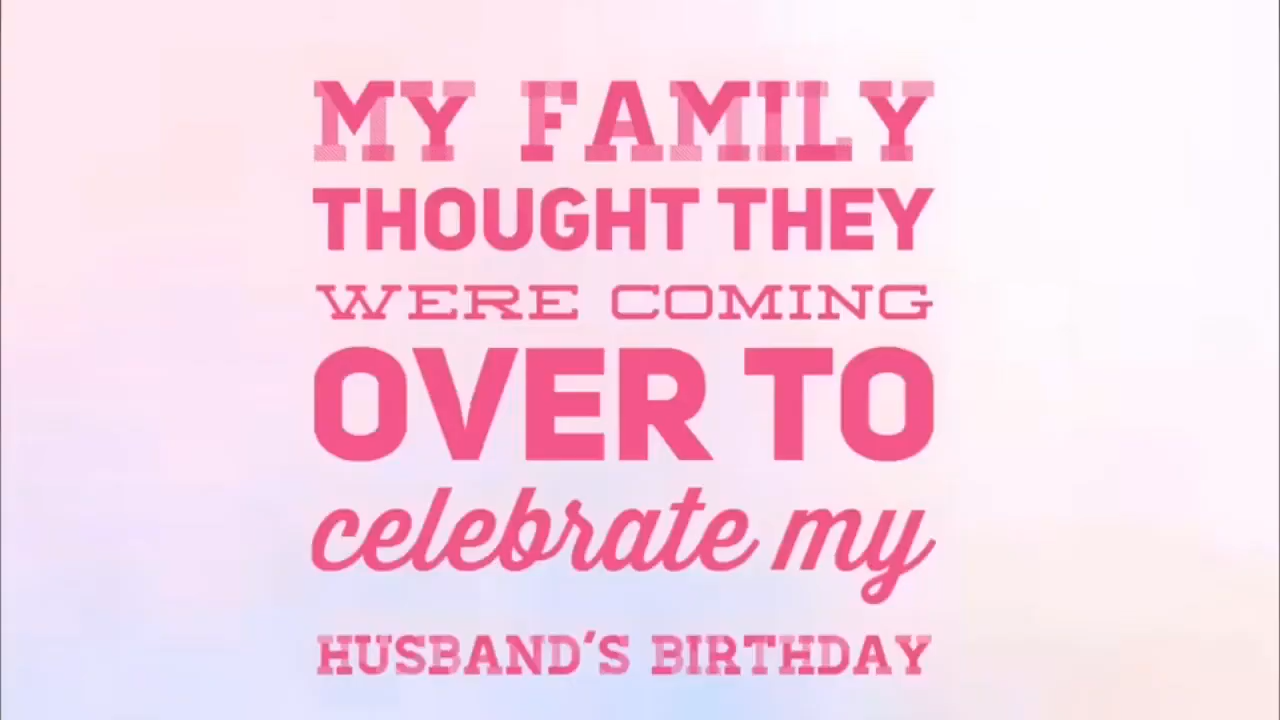 MY FAMILY
THOUGHT THEY
WERE COMING
OVER TO
celebrate my
HUSBAND'S BIRTHDAY